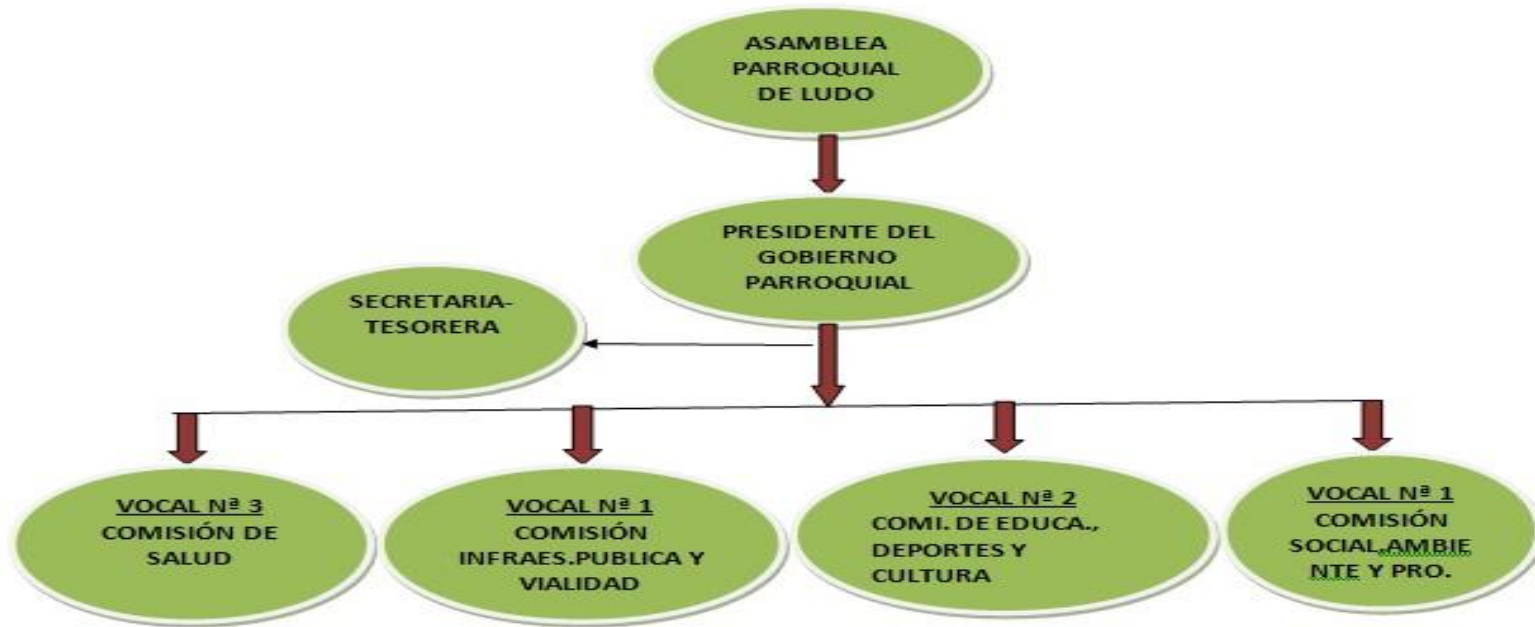 ASAMBLEA
PARROQUIAL
DE LUDO
PRESIDENTE DEL
GOBIERNO
PARROQUIAL
SECRETARIA-
TESORERA
VOCAL Nª 3
COMISIÓN DE
SALUD
VOCAL Nª 1
COMISIÓN
INFRAES.PUBLICA Y
VIALIDAD
VOCAL Nª 2
COMI. DE EDUCA.,
DEPORTES Y
CULTURA
VOCAL Nª 1
COMISIÓN
SOCIAL,AMBIE
NTE Y PRO.